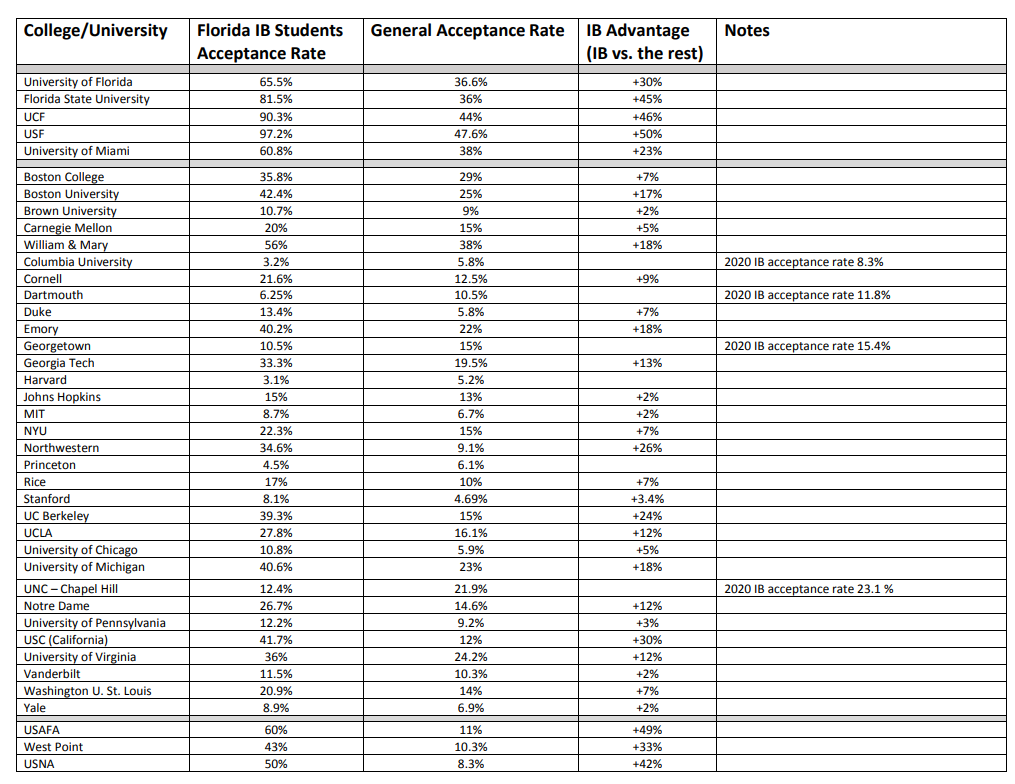 College/University Florida IB Students Acceptance Rate General Acceptance Rate IB Advantage (IB vs. the rest) Notes
University of Florida 65.5% 36.6% +30%
Florida State University 81.5% 36% +45%
UCF 90.3% 44% +46%
USF 97.2% 47.6% +50%
University of Miami 60.8% 38% +23%
Boston College 35.8% 29% +7%
Boston University 42.4% 25% +17%
Brown University 10.7% 9% +2%
Carnegie Mellon 20% 15% +5%
William & Mary 56% 38% +18%
Columbia University 3.2% 5.8% 2020 IB acceptance rate 8.3%
Cornell 21.6% 12.5% +9%
Dartmouth 6.25% 10.5% 2020 IB acceptance rate 11.8%
Duke 13.4% 5.8% +7%
Emory 40.2% 22% +18%
Georgetown 10.5% 15% 2020 IB acceptance rate 15.4%
Georgia Tech 33.3% 19.5% +13%
Harvard 3.1% 5.2%
Johns Hopkins 15% 13% +2%
MIT 8.7% 6.7% +2%
NYU 22.3% 15% +7%
Northwestern 34.6% 9.1% +26%
Princeton 4.5% 6.1%
Rice 17% 10% +7%
Stanford 8.1% 4.69% +3.4%
UC Berkeley 39.3% 15% +24%
UCLA 27.8% 16.1% +12%
University of Chicago 10.8% 5.9% +5%
University of Michigan 40.6% 23% +18%
UNC – Chapel Hill 12.4% 21.9% 2020 IB acceptance rate 23.1 %
Notre Dame 26.7% 14.6% +12%
University of Pennsylvania 12.2% 9.2% +3%
USC (California) 41.7% 12% +30%
University of Virginia 36% 24.2% +12%
Vanderbilt 11.5% 10.3% +2%
Washington U. St. Louis 20.9% 14% +7%
Yale 8.9% 6.9% +2%
USAFA 60% 11% +49%
West Point 43% 10.3% +33%
USNA 50% 8.3% +42%